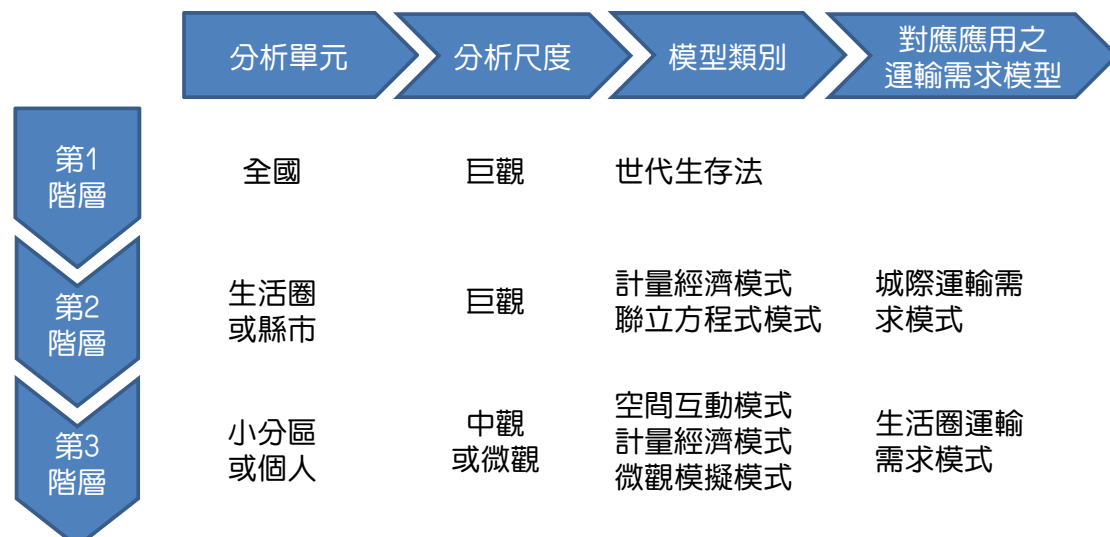 分析單元
分析尺度
模型類別
對應應用之
運輸需求模型
第1
階層
全國
巨觀
世代生存法
第2
階層
生活圈
或縣市
巨觀
計量經濟模式
聯立方程式模式
城際運輸需
求模式
第3
階層
小分區
或個人
中觀
或微觀
空間互動模式
計量經濟模式
微觀模擬模式
生活圈運輸
需求模式